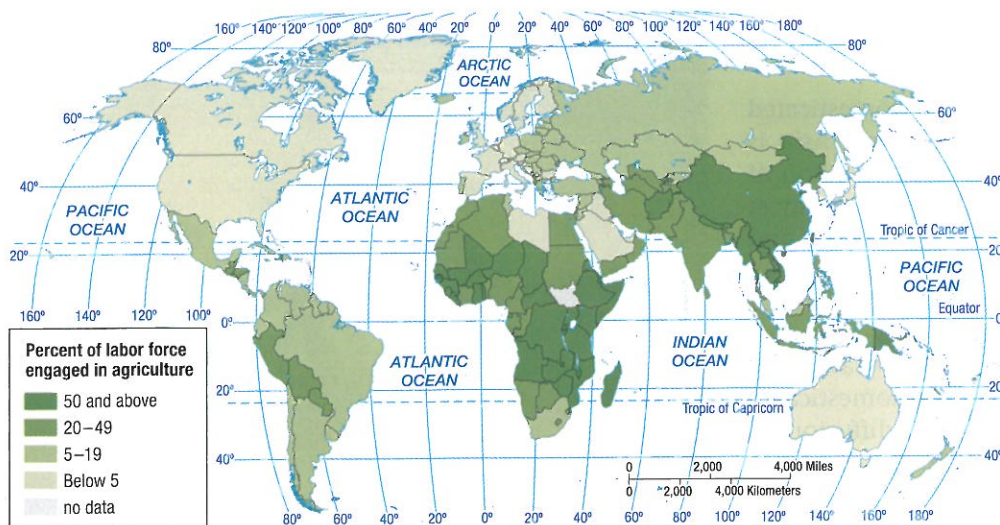 160° 140° 120° 100° 80° 60° 40° 20° 0° 20° 40° 60° 80° 100° 120° 140° 160° 180°
80° 80°
ARCTIC
OCEAN
60° 60°
40° 40°
PACIFIC
OCEAN
ATLANTIC
OCEAN
Tropic of Cancer
20° 20°
PACIFIC
OCEAN
Equator
160° 140° 120° 100°
0° 0°
ATLANTIC
OCEAN
INDIAN
OCEAN
20° 20°
Tropic of Capricorn
40° 40°
Percent of labor force
engaged in agriculture
50 and above
20–49
5–19
Below 5
no data
0 2,000 4,000 Miles
0 2,000 4,000 Kilometers
80° 60° 40° 20° 0° 20° 40° 60° 80° 100° 120° 140° 160° 180°